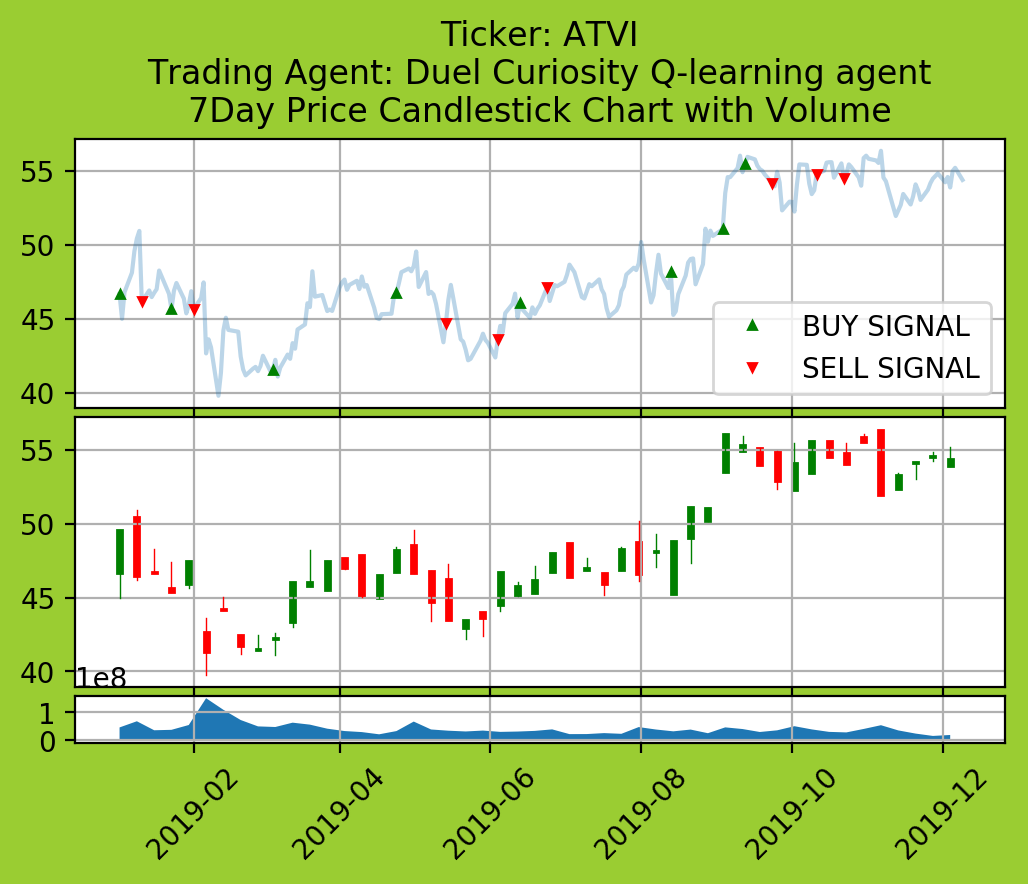 Ticker: ATVI
Trading Agent: Duel Curiosity Q-learning agent
7Day Price Candlestick Chart with Volume
55
50
45
40
BUY SIGNAL
SELL SIGNAL
55
50
45
40
1e8
1
0
2019-02
2019-04
2019-06
2019-08
2019-10
2019-12